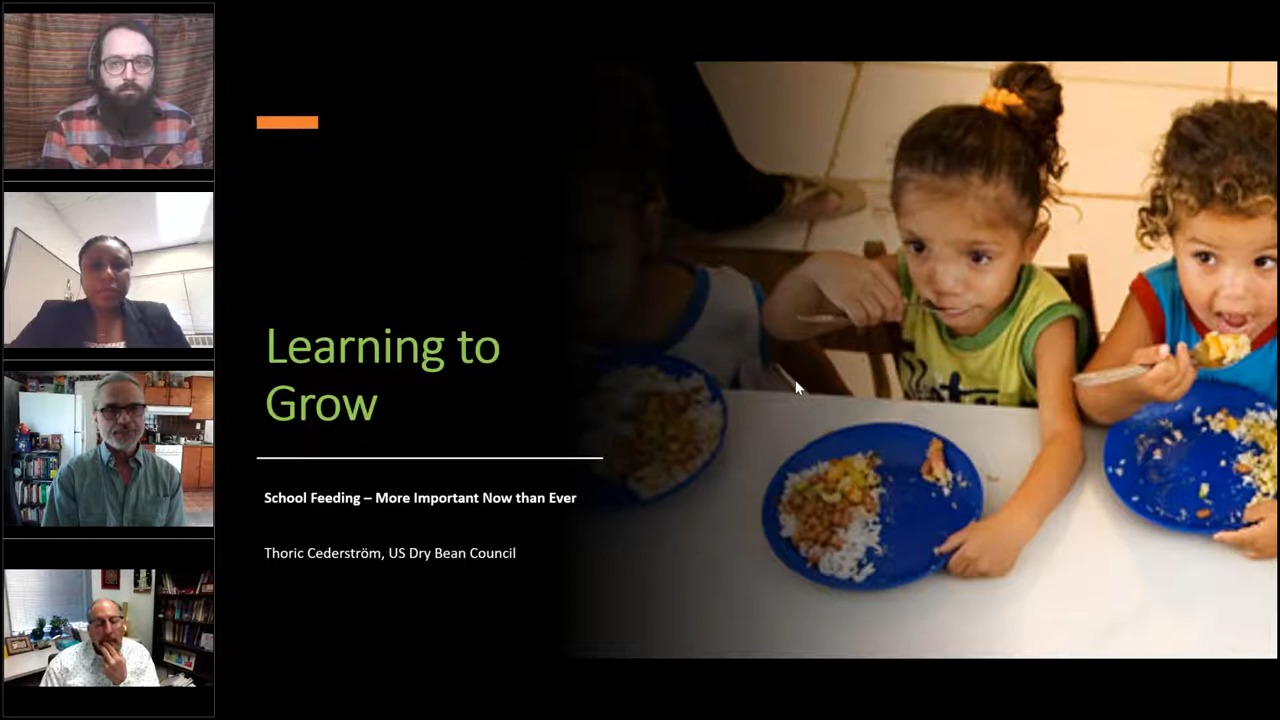 Learning to
Grow
School Feeding – More Important Now than Ever
Thoric Cederström, US Dry Bean Council